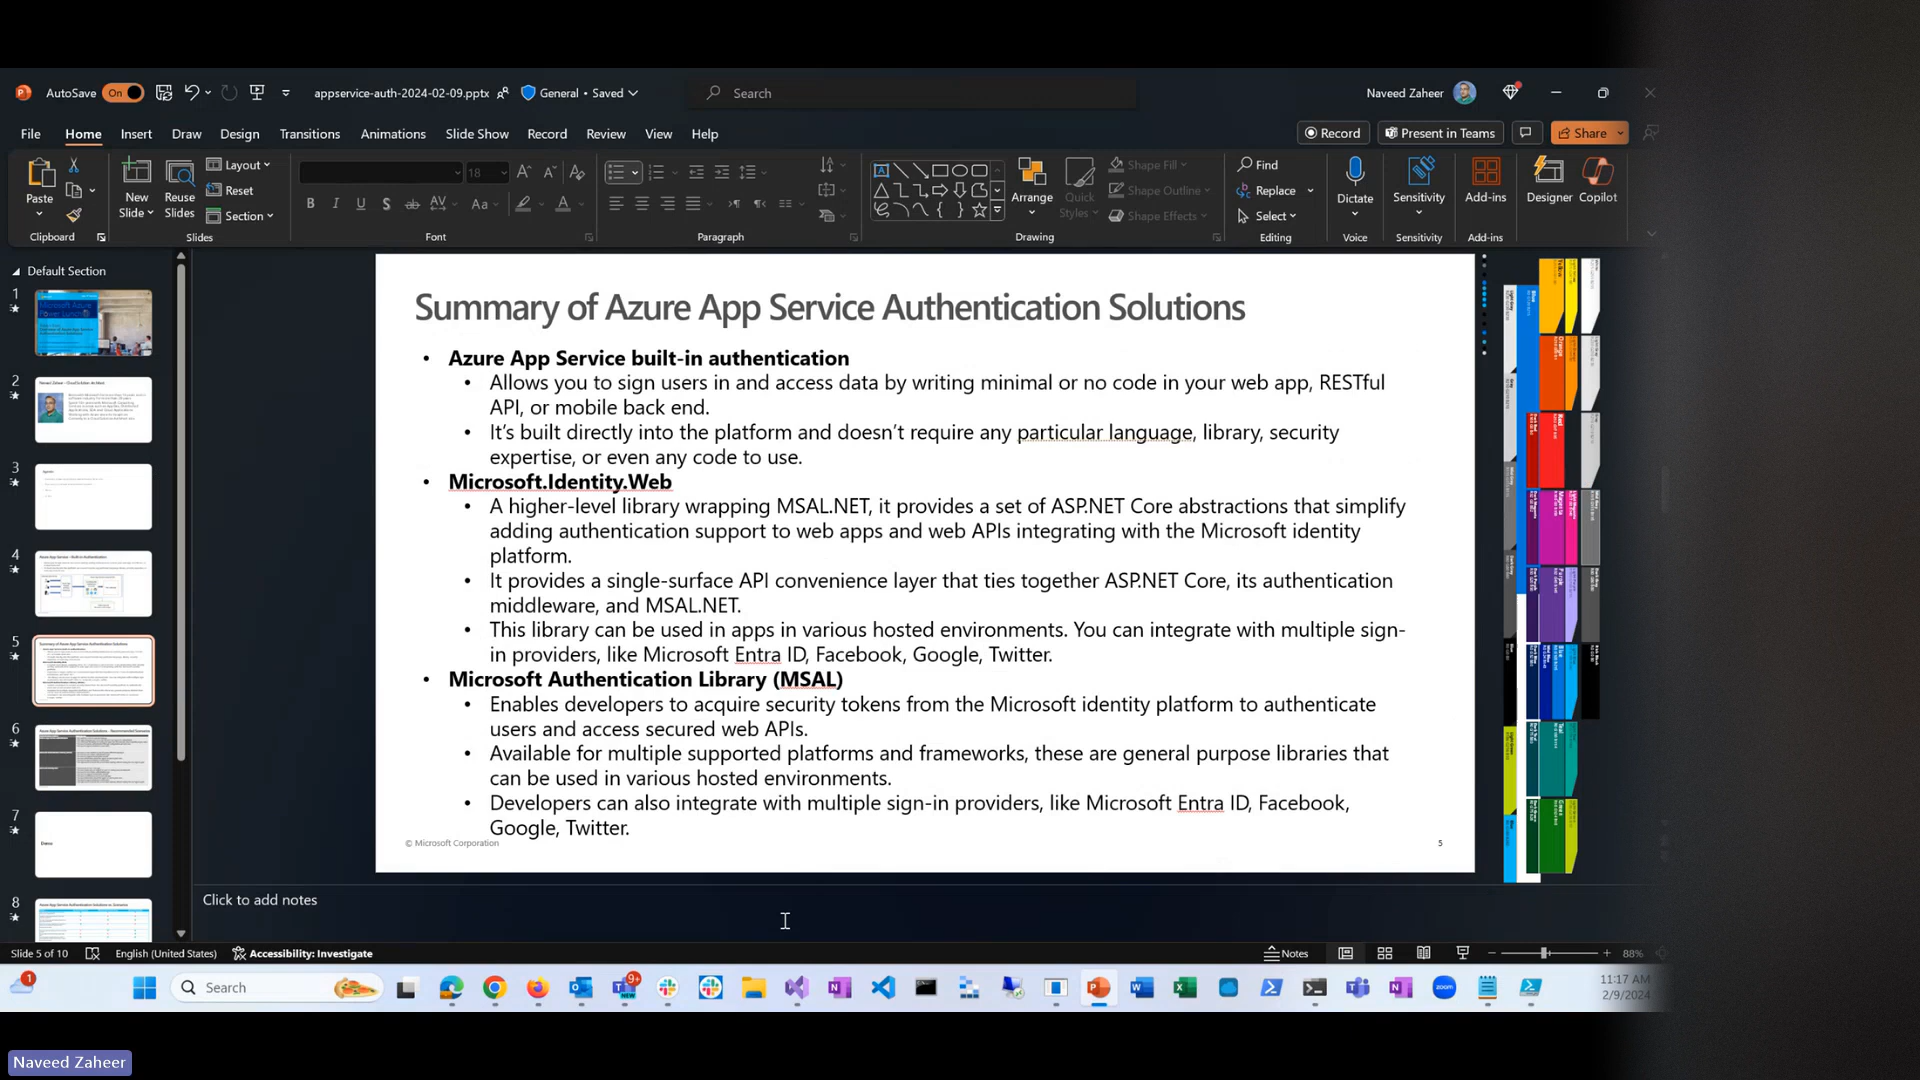 AutoSave On appservice-auth-2024-02-09.pptx General • Saved Search Naveed Zaheer
File Home Insert Draw Design Transitions Animations Slide Show Record Review View Help Record Present in Teams Share
Paste New Slide Reuse Slides Layout Reset Section 18 Arrange Quick Styles Shape Fill Shape Outline Shape Effects Find Replace Select Dictate Sensitivity Add-ins Designer Copilot
Clipboard Slides Font Paragraph Drawing Editing Voice Sensitivity Add-ins
Default Section
1
2
3
4
5
6
7
Demo
8
Summary of Azure App Service Authentication Solutions
• Azure App Service built-in authentication
• Allows you to sign users in and access data by writing minimal or no code in your web app, RESTful
API, or mobile back end.
• It’s built directly into the platform and doesn’t require any particular language, library, security
expertise, or even any code to use.
• Microsoft.Identity.Web
• A higher-level library wrapping MSAL.NET, it provides a set of ASP.NET Core abstractions that simplify
adding authentication support to web apps and web APIs integrating with the Microsoft identity
platform.
• It provides a single-surface API convenience layer that ties together ASP.NET Core, its authentication
middleware, and MSAL.NET.
• This library can be used in apps in various hosted environments. You can integrate with multiple sign-
in providers, like Microsoft Entra ID, Facebook, Google, Twitter.
• Microsoft Authentication Library (MSAL)
• Enables developers to acquire security tokens from the Microsoft identity platform to authenticate
users and access secured web APIs.
• Available for multiple supported platforms and frameworks, these are general purpose libraries that
can be used in various hosted environments.
• Developers can also integrate with multiple sign-in providers, like Microsoft Entra ID, Facebook,
Google, Twitter.
© Microsoft Corporation 5
Click to add notes
Slide 5 of 10 English (United States) Accessibility: Investigate Notes 88%
1 Search 9+ NEW zoom 11:17 AM
2/9/2024
Naveed Zaheer